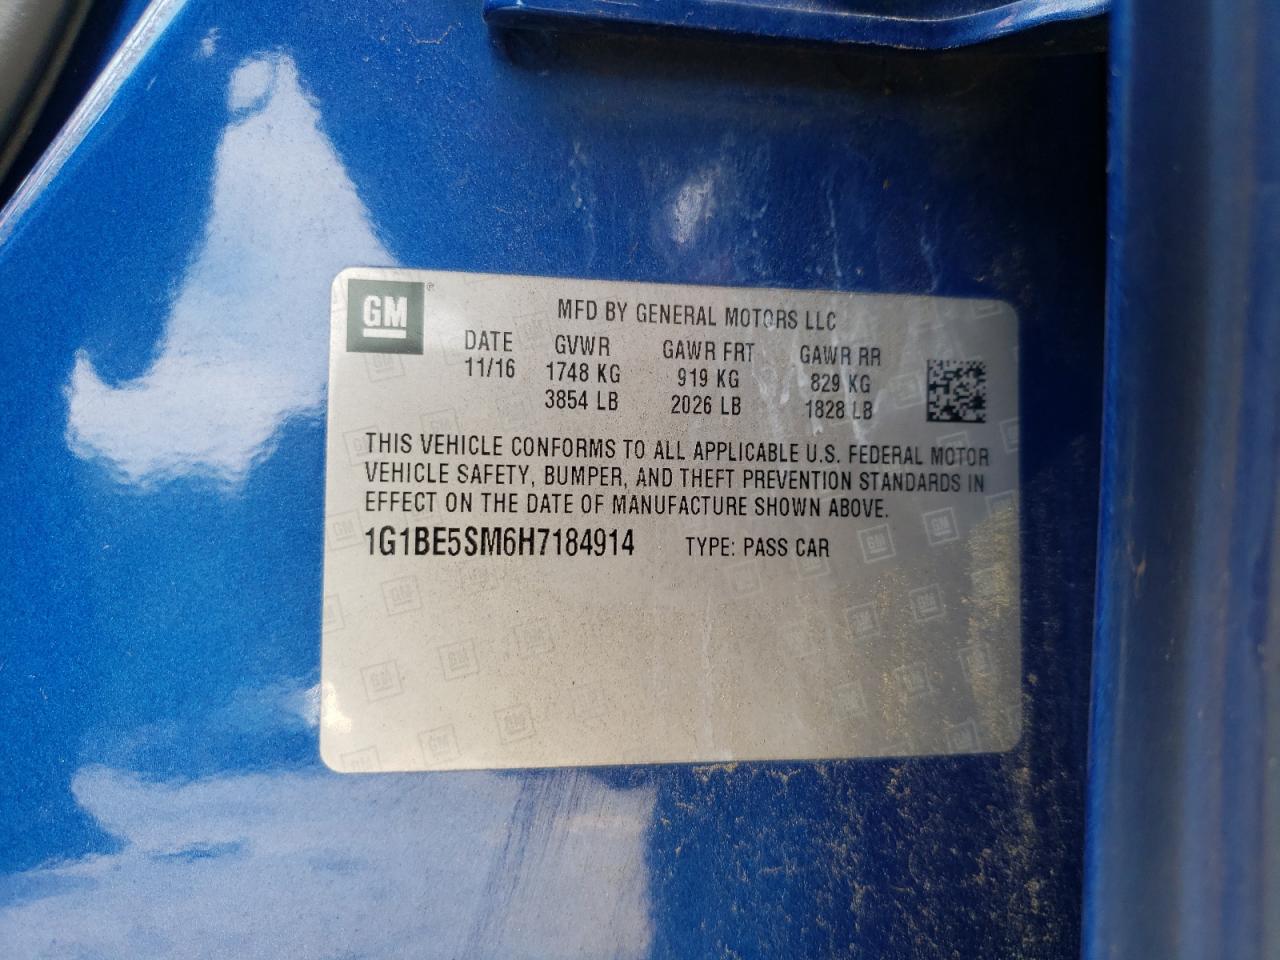 GM
MFD BY GENERAL MOTORS LLC
DATE GVWR GAWR FRT GAWR RR
11/16 1748 KG 919 KG 829 KG
3854 LB 2026 LB 1828 LB
THIS VEHICLE CONFORMS TO ALL APPLICABLE U.S. FEDERAL MOTOR
VEHICLE SAFETY, BUMPER, AND THEFT PREVENTION STANDARDS IN
EFFECT ON THE DATE OF MANUFACTURE SHOWN ABOVE.
1G1BE5SM6H7184914 TYPE: PASS CAR